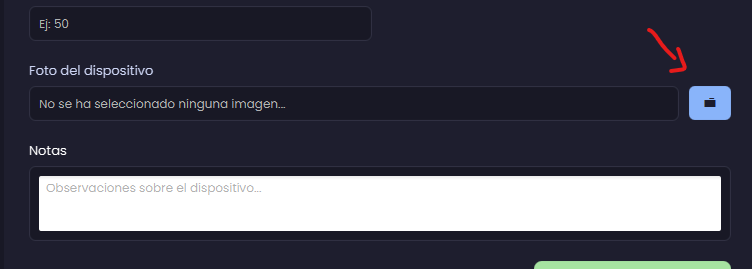 Ej: 50
Foto del dispositivo
No se ha seleccionado ninguna imagen...
Notas
Observaciones sobre el dispositivo...